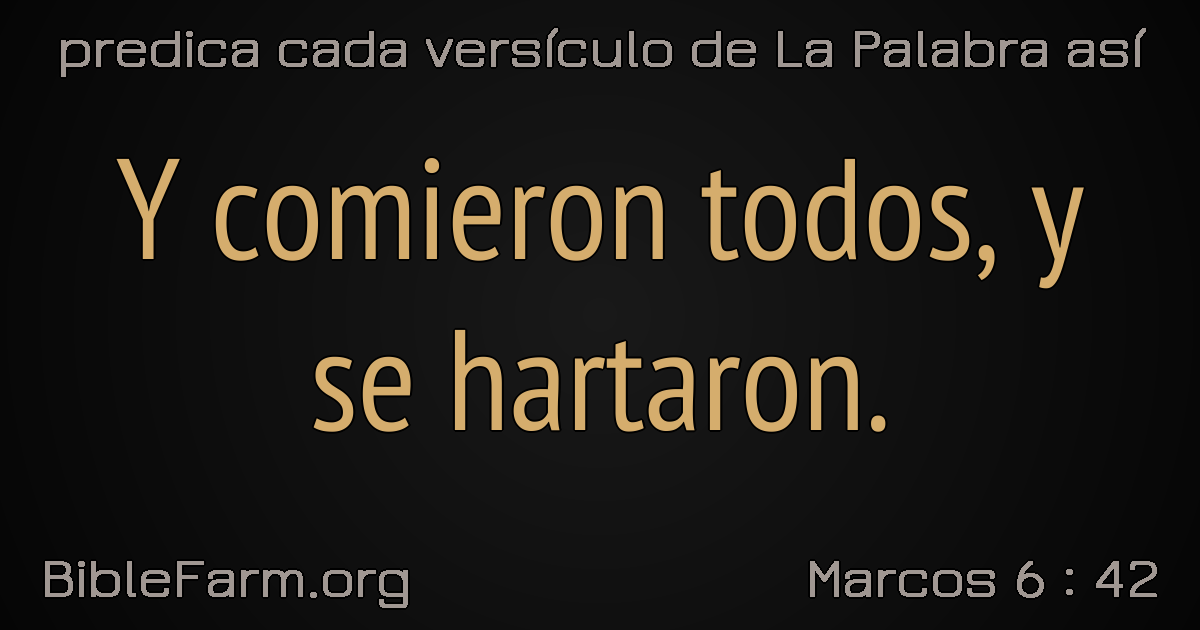 predica cada versículo de La Palabra así
Y comieron todos, y
se hartaron.
BibleFarm.org
Marcos 6 : 42